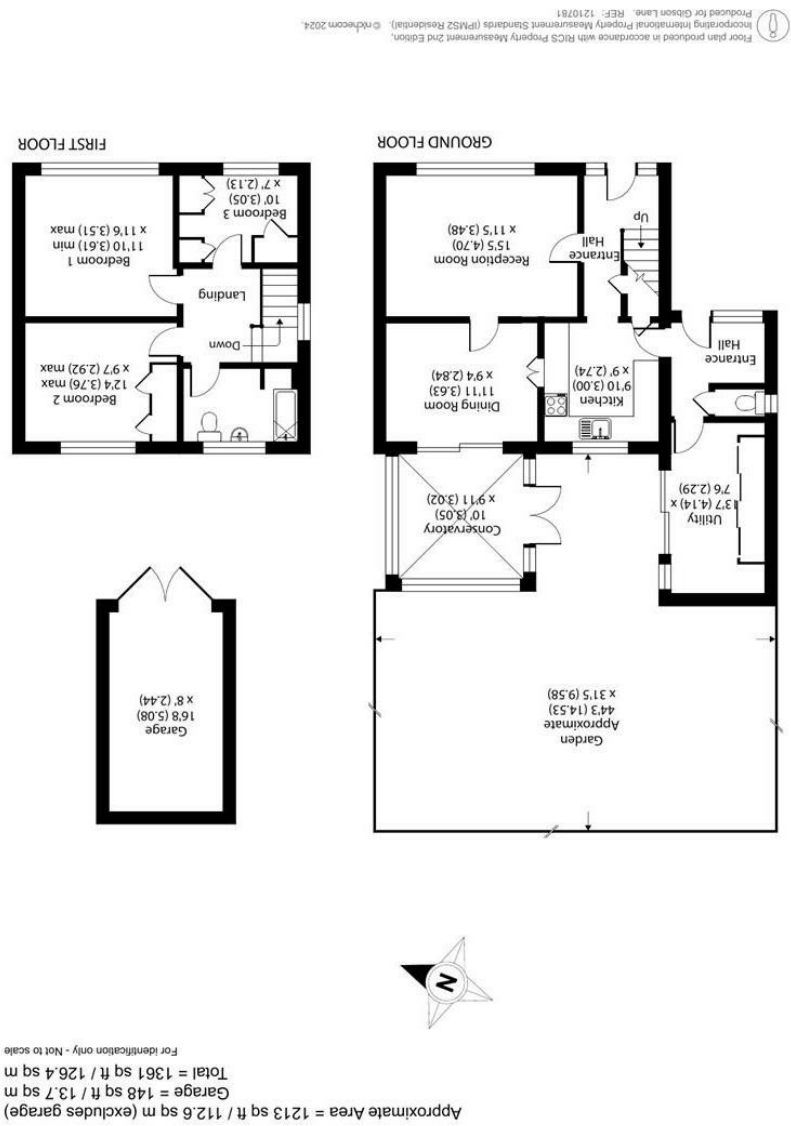 Approximate Area = 1213 sq ft / 112.6 sq m (excludes garage)
Garage = 148 sq ft / 13.7 sq m
Total = 1361 sq ft / 126.4 sq m
For identification only - Not to scale
N
Garden
Approximate
44'3 (14.53)
x 31'5 (9.58)
Garage
16'8 (5.08)
x 8' (2.44)
Utility
13'7 (4.14) x
7'6 (2.29)
Conservatory
10' (3.05)
x 9'11 (3.02)
Entrance
Hall
Kitchen
9'10 (3.00)
x 9' (2.74)
Dining Room
11'11 (3.63)
x 9'4 (2.84)
Up
Entrance
Hall
Reception Room
15'5 (4.70)
x 11'5 (3.48)
GROUND FLOOR
Bedroom 2
12'4 (3.76) max
x 9'7 (2.92) max
Down
Landing
Bedroom 3
10' (3.05)
x 7' (2.13)
Bedroom 1
11'10 (3.61) min
x 11'6 (3.51) max
FIRST FLOOR
Floor plan produced in accordance with RICS Property Measurement 2nd Edition,
Incorporating International Property Measurement Standards (IPMS2 Residential). © nichecom 2024.
Produced for Gibson Lane. REF: 1210781